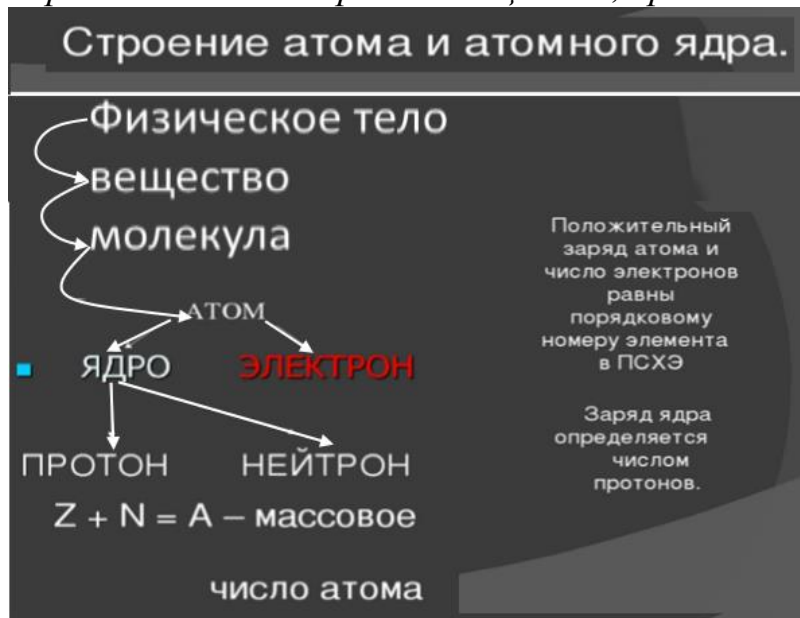 Строение атома и атомного ядра.
Физическое тело
вещество
молекула
АТОМ
ЯДРО ЭЛЕКТРОН
ПРОТОН НЕЙТРОН
Z + N = A – массовое
число атома
Положительный
заряд атома и
число электронов
равны
порядковому
номеру элемента
в ПСХЭ
Заряд ядра
определяется
числом
протонов.